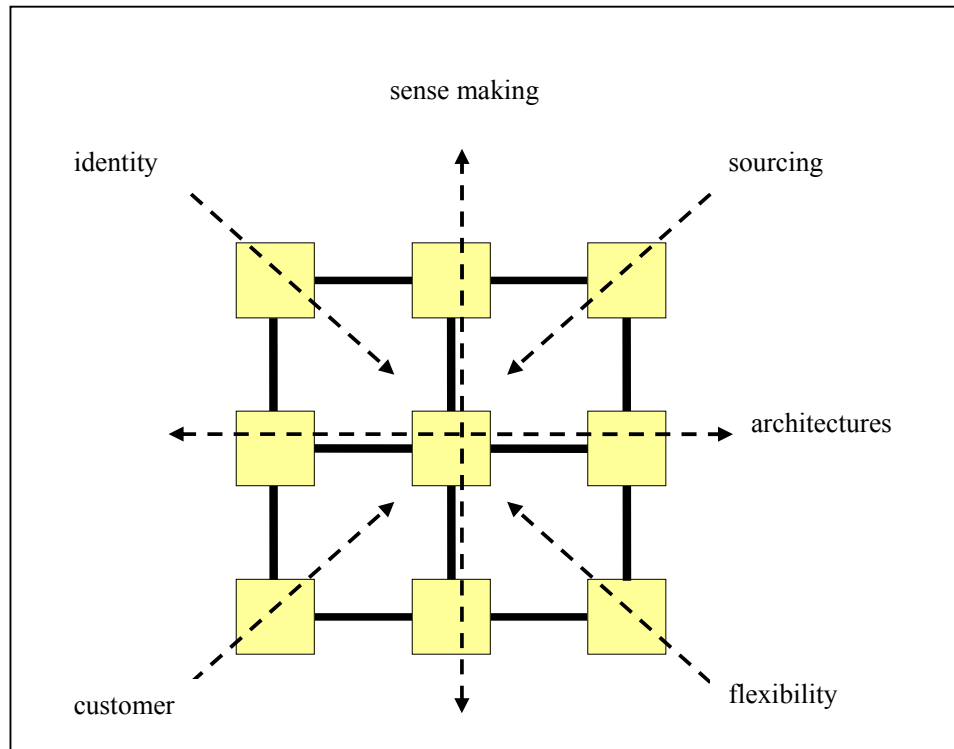 sense making
identity
sourcing
architectures
customer
flexibility